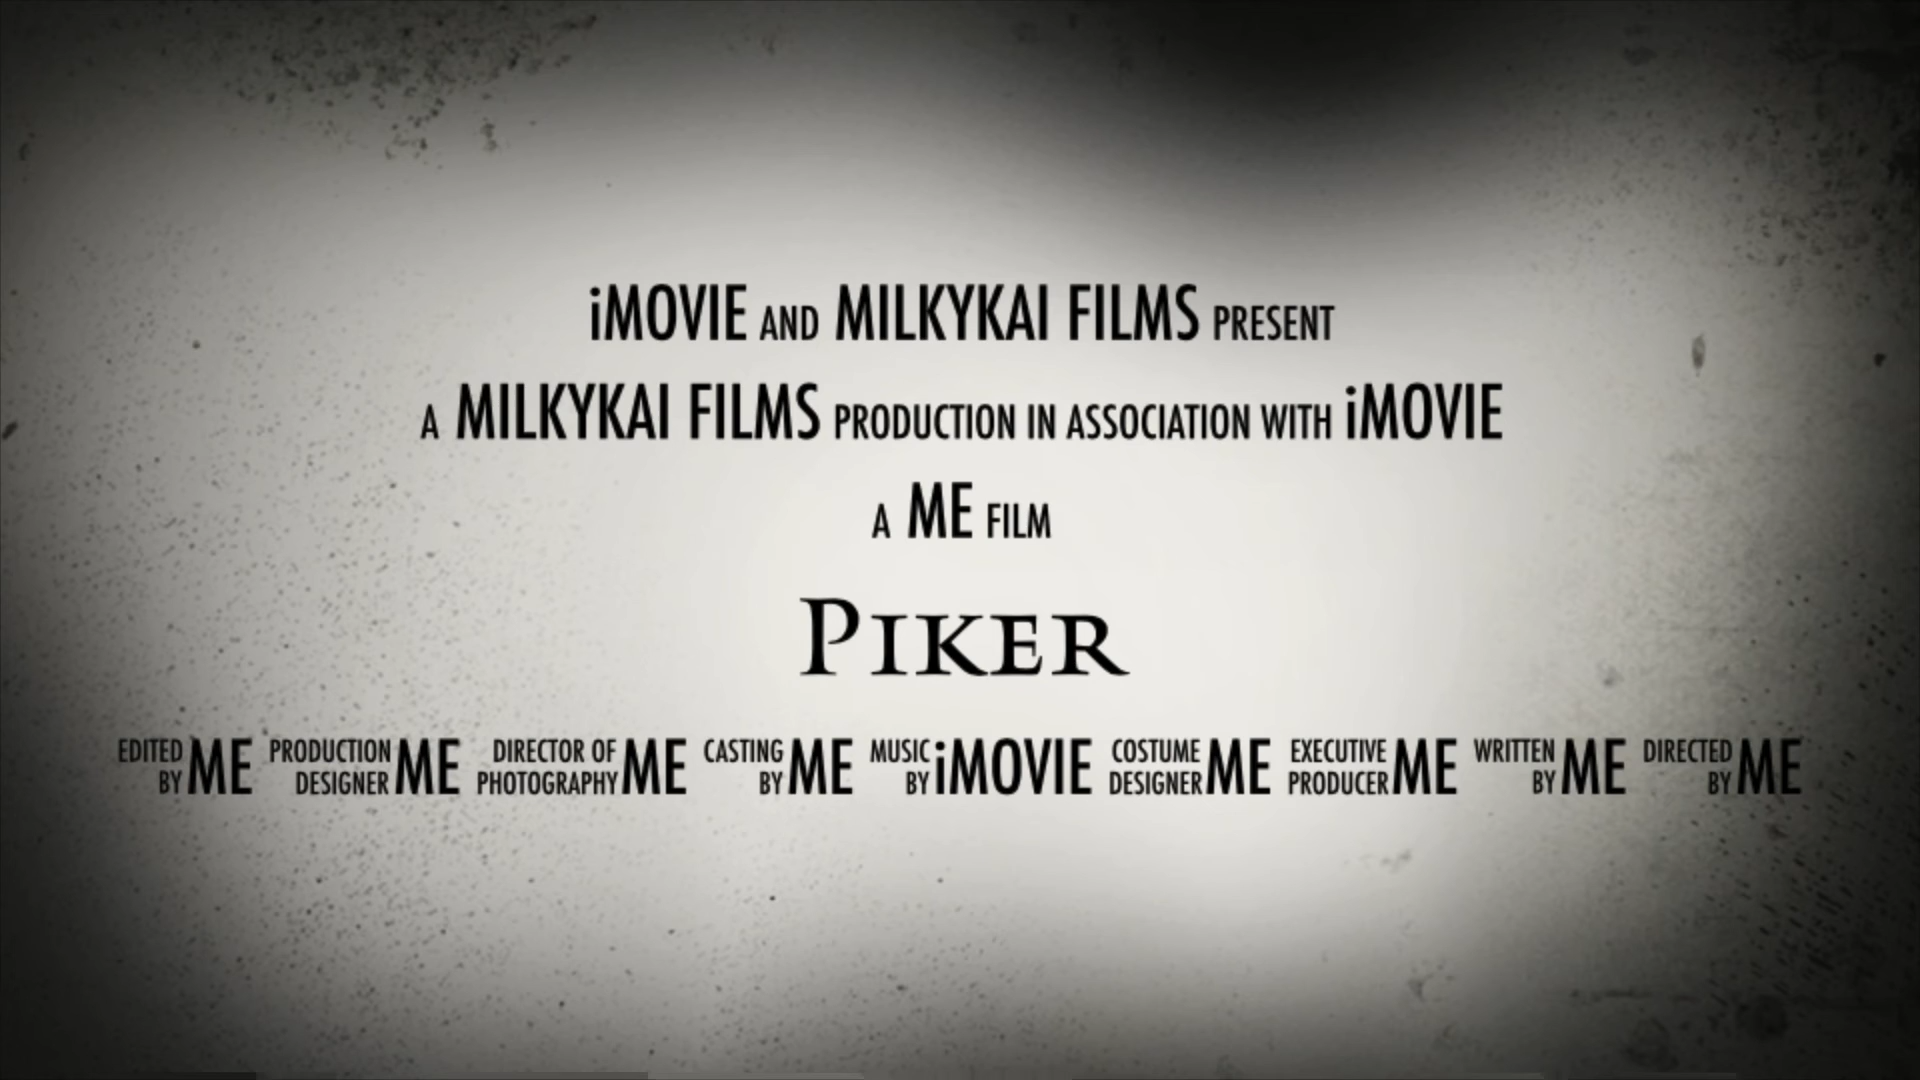 iMOVIE AND MILKYKAI FILMS PRESENT
A MILKYKAI FILMS PRODUCTION IN ASSOCIATION WITH iMOVIE
A ME FILM
PIKER
EDITED BY ME PRODUCTION DESIGNER ME DIRECTOR OF PHOTOGRAPHY ME CASTING BY ME MUSIC BY iMOVIE COSTUME DESIGNER ME EXECUTIVE PRODUCER ME WRITTEN BY ME DIRECTED BY ME